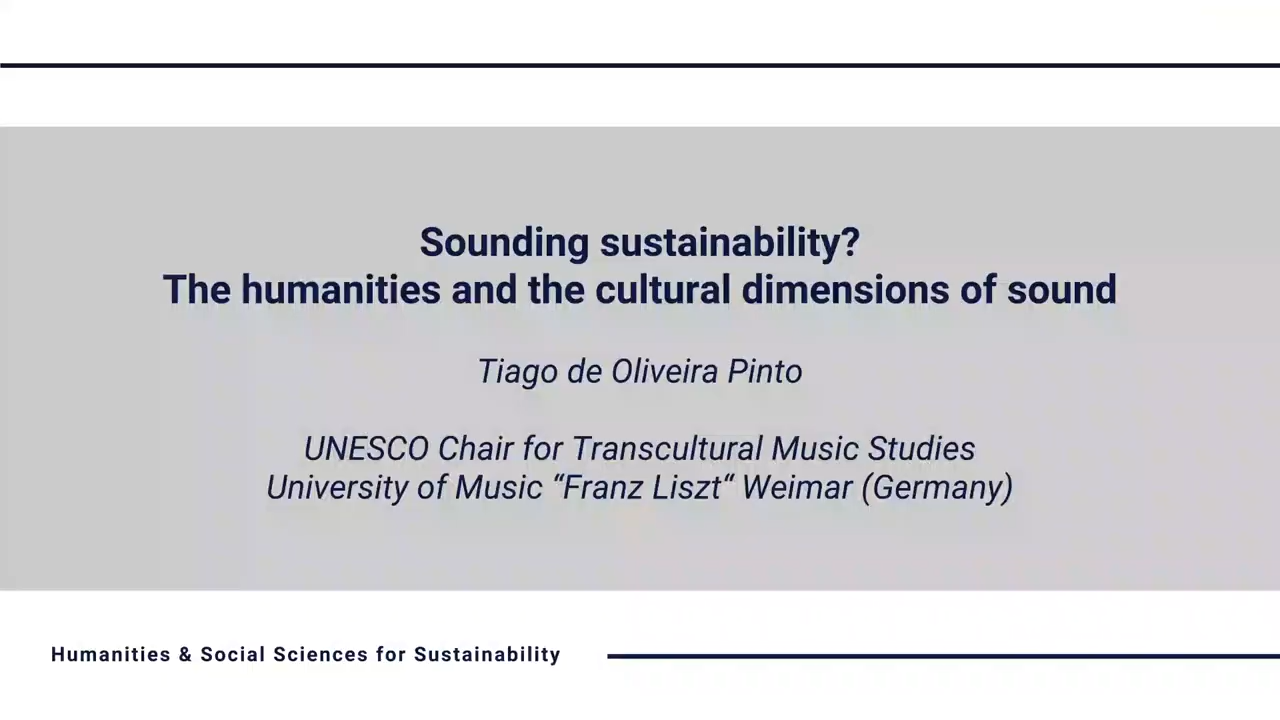 Sounding sustainability?
The humanities and the cultural dimensions of sound
Tiago de Oliveira Pinto
UNESCO Chair for Transcultural Music Studies
University of Music “Franz Liszt“ Weimar (Germany)
Humanities & Social Sciences for Sustainability